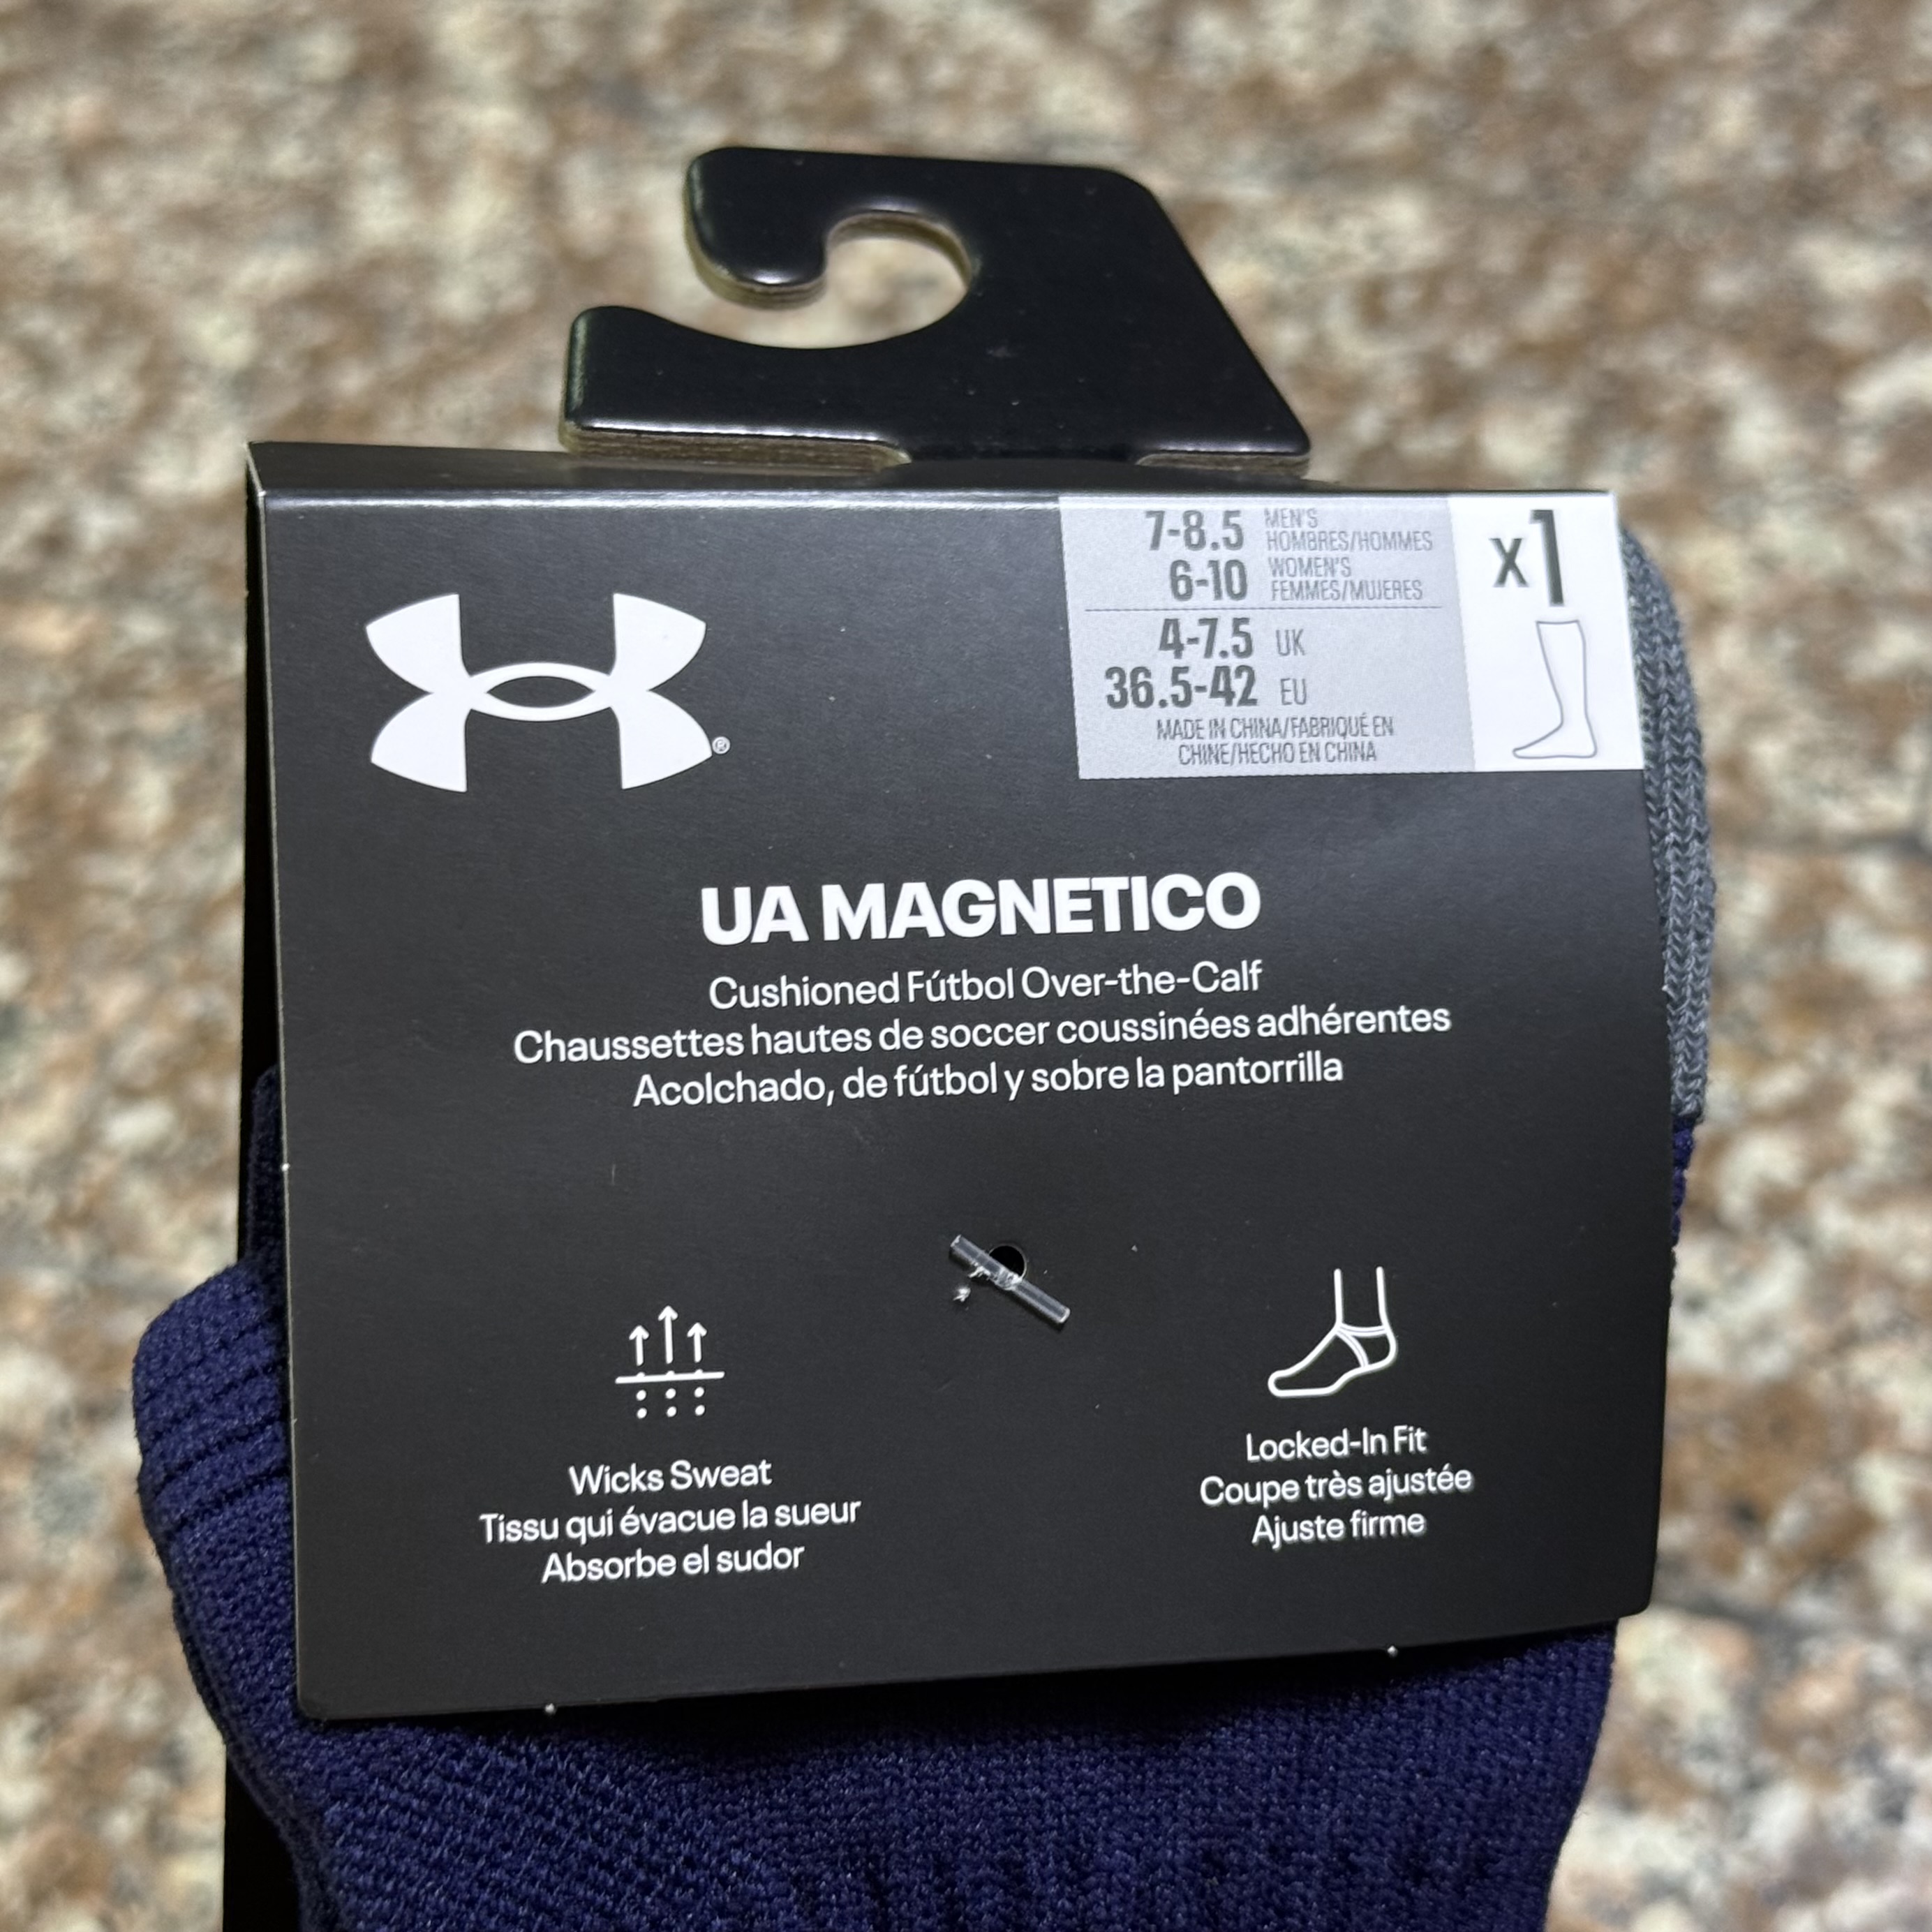 7-8.5 MEN'S
HOMBRES/HOMMES
6-10 WOMEN'S
FEMMES/MUJERES
4-7.5 UK
36.5-42 EU
MADE IN CHINA/FABRIQUÉ EN
CHINE/HECHO EN CHINA
X1
®
UA MAGNETICO
Cushioned Fútbol Over-the-Calf
Chaussettes hautes de soccer coussinées adhérentes
Acolchado, de fútbol y sobre la pantorrilla
Wicks Sweat
Tissu qui évacue la sueur
Absorbe el sudor
Locked-In Fit
Coupe très ajustée
Ajuste firme